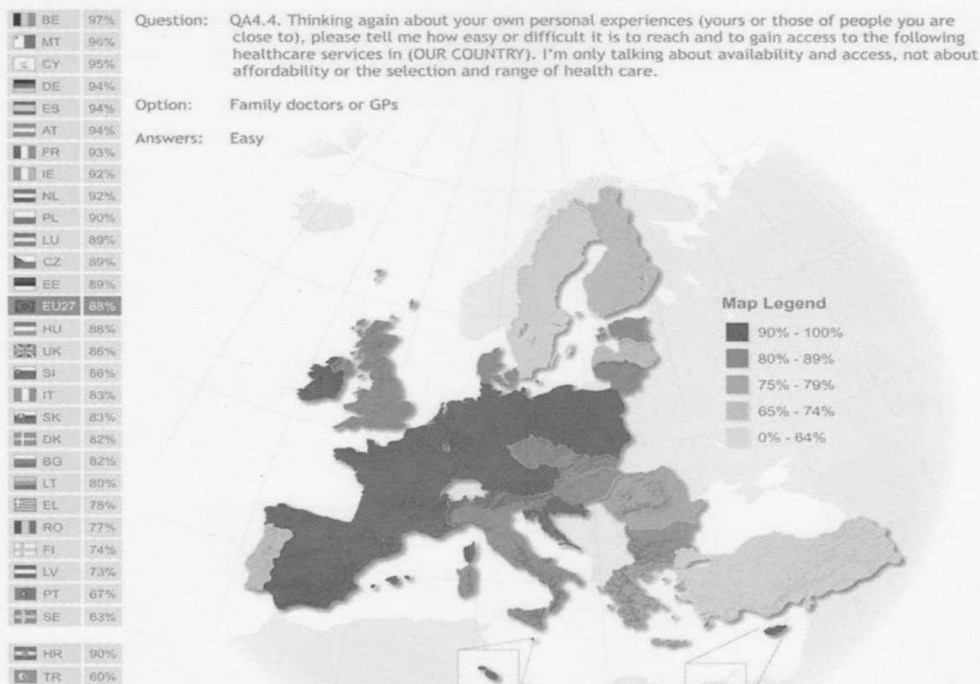 BE 97%
MT 96%
CY 95%
DE 94%
ES 94%
AT 94%
FR 93%
IE 92%
NL 92%
PL 90%
LU 89%
CZ 89%
EE 89%
EU27 88%
HU 88%
UK 86%
SI 86%
IT 83%
SK 83%
DK 82%
BG 82%
LT 80%
EL 78%
RO 77%
FI 74%
LV 73%
PT 67%
SE 63%
HR 90%
TR 60%
Question: QA4.4. Thinking again about your own personal experiences (yours or those of people you are
close to), please tell me how easy or difficult it is to reach and to gain access to the following
healthcare services in (OUR COUNTRY). I'm only talking about availability and access, not about
affordability or the selection and range of health care.
Option: Family doctors or GPs
Answers: Easy
Map Legend
90% - 100%
80% - 89%
75% - 79%
65% - 74%
0% - 64%